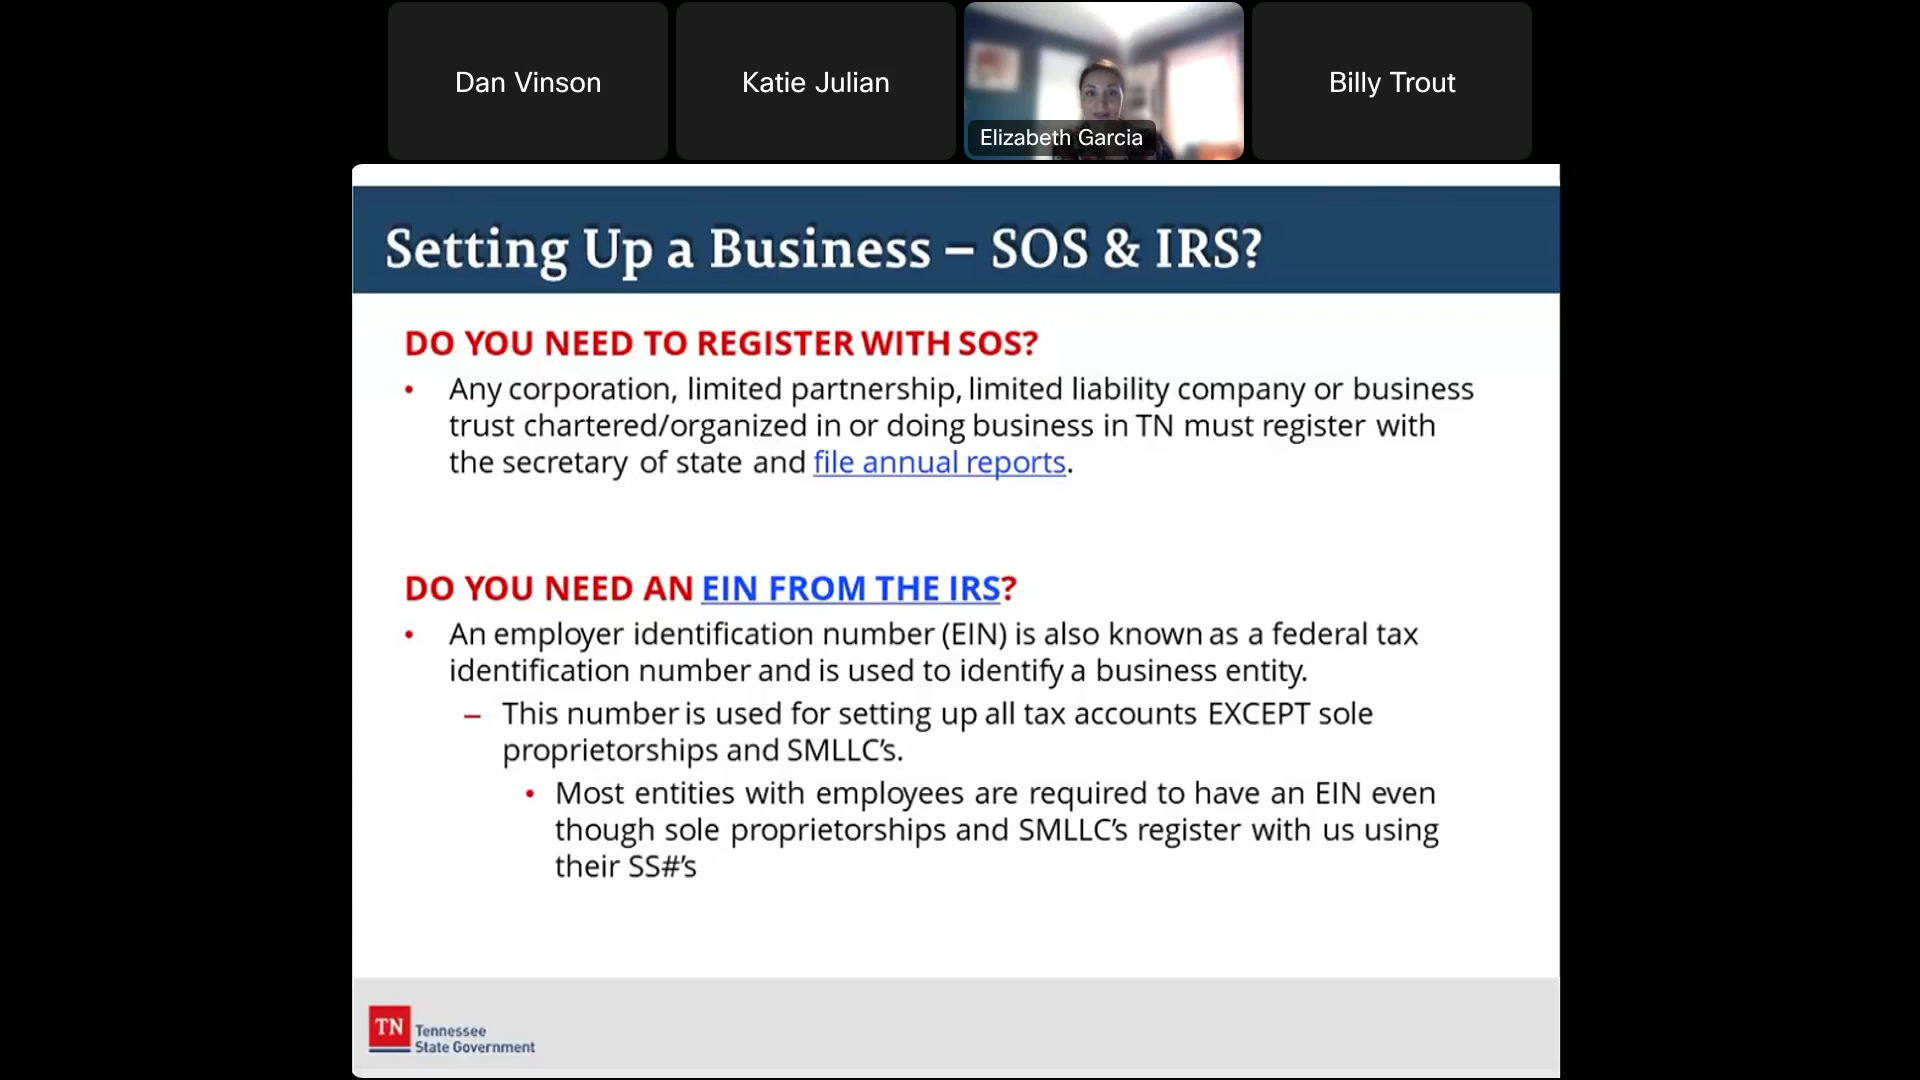 Dan Vinson
Katie Julian
Elizabeth Garcia
Billy Trout
Setting Up a Business – SOS & IRS?
DO YOU NEED TO REGISTER WITH SOS?
• Any corporation, limited partnership, limited liability company or business
trust chartered/organized in or doing business in TN must register with
the secretary of state and file annual reports.
DO YOU NEED AN EIN FROM THE IRS?
• An employer identification number (EIN) is also known as a federal tax
identification number and is used to identify a business entity.
– This number is used for setting up all tax accounts EXCEPT sole
proprietorships and SMLLC's.
• Most entities with employees are required to have an EIN even
though sole proprietorships and SMLLC's register with us using
their SS#'s
TN
Tennessee
State Government